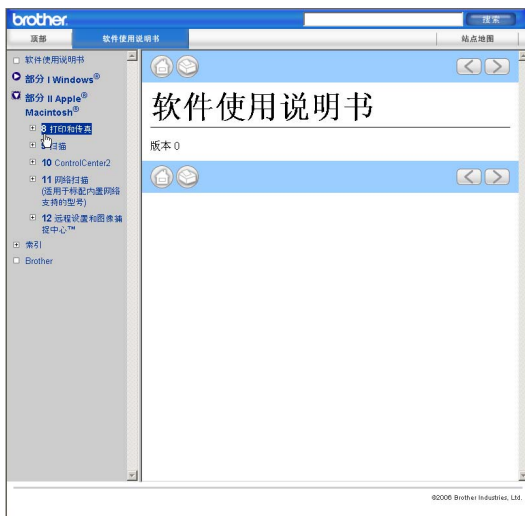 brother
搜索
顶部
软件使用说明书
站点地图
软件使用说明书
部分 I Windows®
部分 II Apple
Macintosh®
8 打印和传真
扫描
10 ControlCenter2
11 网络扫描
(适用于标配内置网络
支持的型号)
12 远程设置和图像捕
捉中心™
索引
Brother
软件使用说明书
版本 0
©2006 Brother Industries, Ltd.